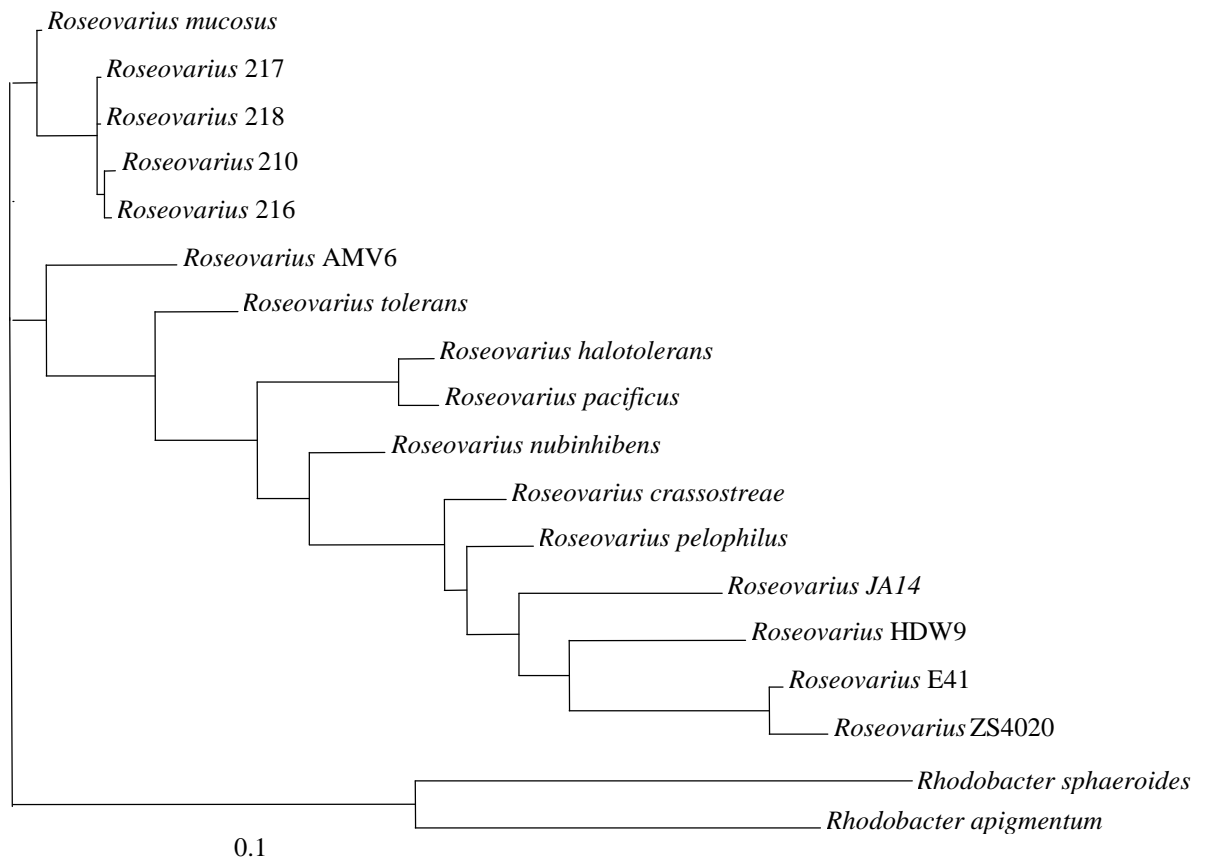 Roseovarius mucosus
Roseovarius 217
Roseovarius 218
Roseovarius 210
Roseovarius 216
Roseovarius AMV6
Roseovarius tolerans
Roseovarius halotolerans
Roseovarius pacificus
Roseovarius nubinhibens
Roseovarius crassostreae
Roseovarius pelophilus
Roseovarius JA14
Roseovarius HDW9
Roseovarius E41
Roseovarius ZS4020
Rhodobacter sphaeroides
Rhodobacter apigmentum
0.1